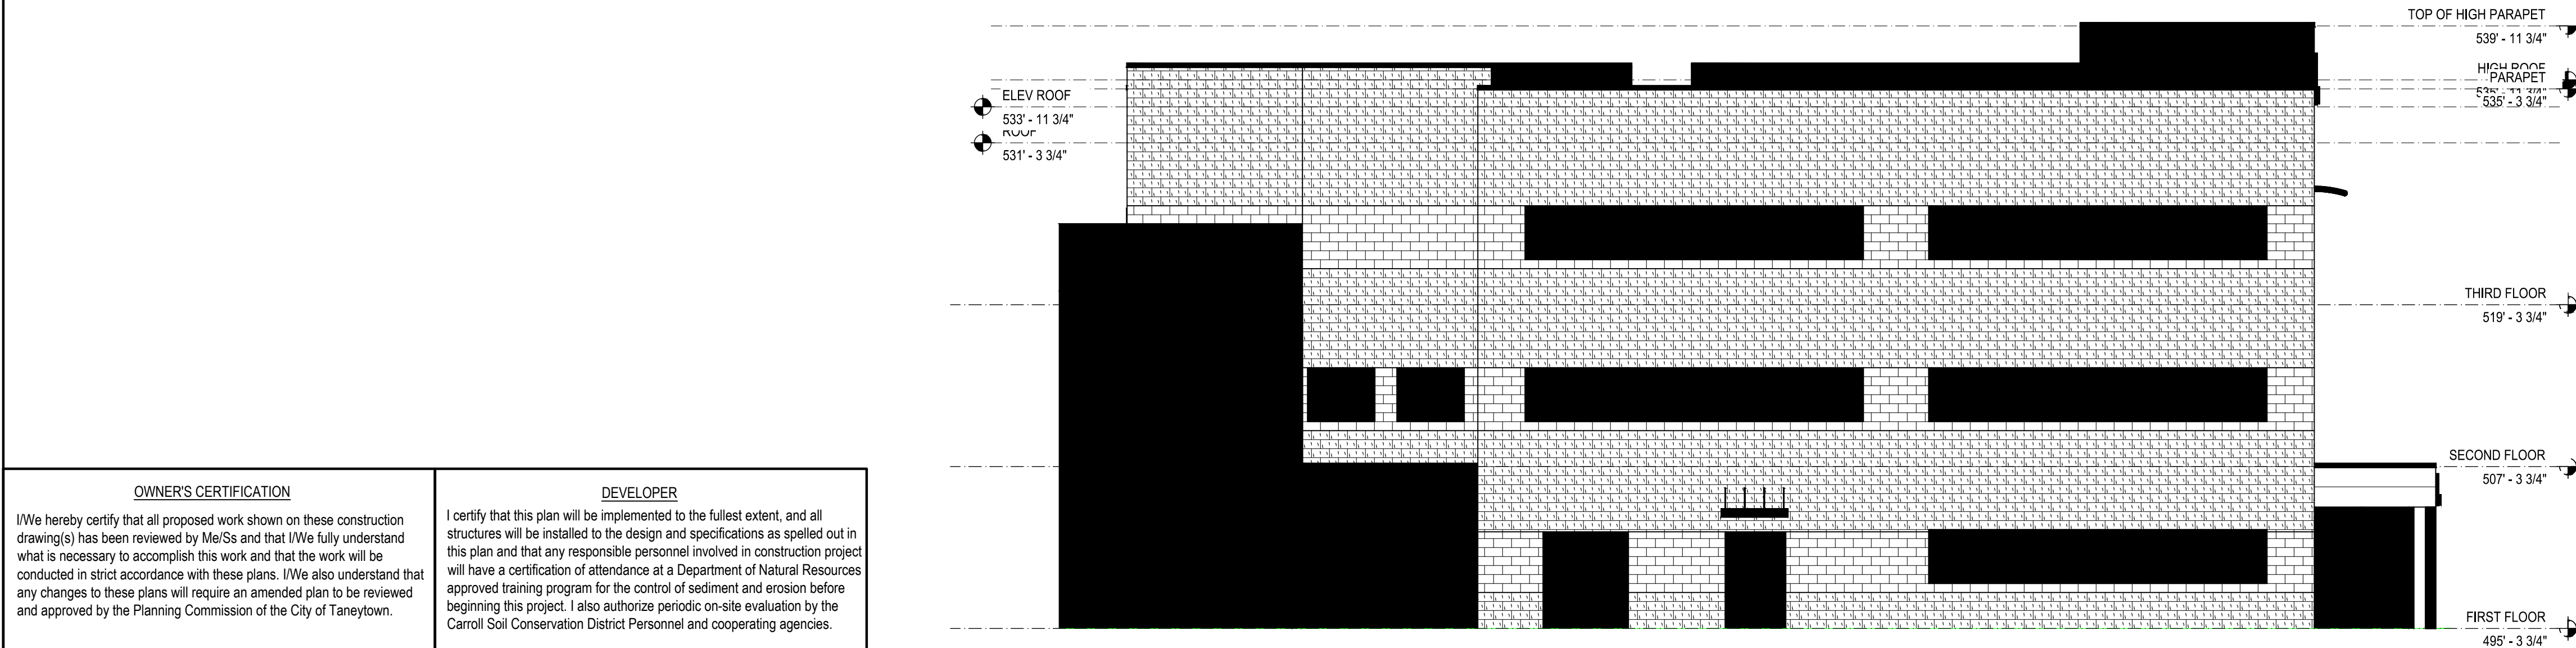 TOP OF HIGH PARAPET
539' - 11 3/4"
HIGH ROOF
PARAPET
535' - 3 3/4"
ELEV ROOF
533' - 11 3/4"
ROOF
531' - 3 3/4"
THIRD FLOOR
519' - 3 3/4"
SECOND FLOOR
507' - 3 3/4"
FIRST FLOOR
495' - 3 3/4"
OWNER'S CERTIFICATION
I/We hereby certify that all proposed work shown on these construction
drawing(s) has been reviewed by Me/Ss and that I/We fully understand
what is necessary to accomplish this work and that the work will be
conducted in strict accordance with these plans. I/We also understand that
any changes to these plans will require an amended plan to be reviewed
and approved by the Planning Commission of the City of Taneytown.
DEVELOPER
I certify that this plan will be implemented to the fullest extent, and all
structures will be installed to the design and specifications as spelled out in
this plan and that any responsible personnel involved in construction project
will have a certification of attendance at a Department of Natural Resources
approved training program for the control of sediment and erosion before
beginning this project. I also authorize periodic on-site evaluation by the
Carroll Soil Conservation District Personnel and cooperating agencies.